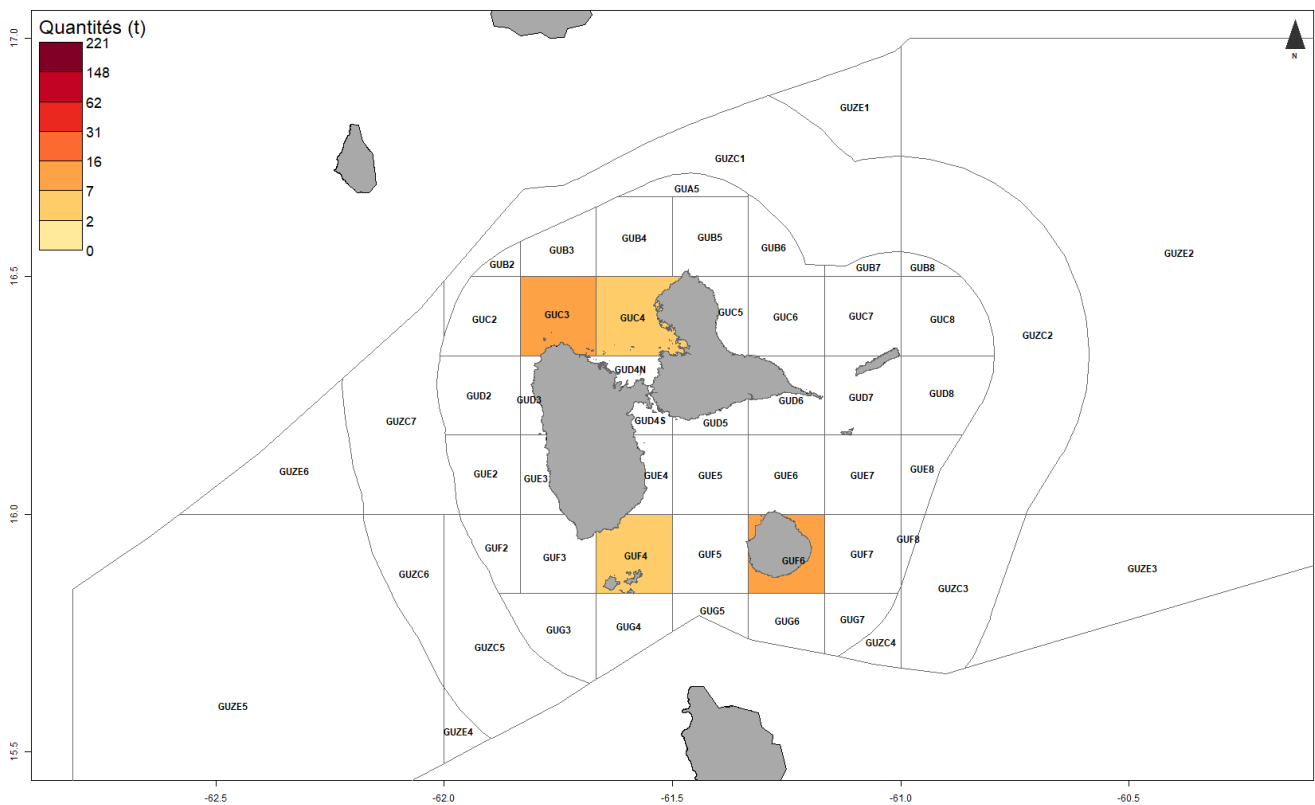 Quantités (t)
221
148
62
31
16
7
2
0
N
17.0
16.5
16.0
15.5
-62.5
-62.0
-61.5
-61.0
-60.5
GUZE1
GUZC1
GUA5
GUB2
GUB3
GUB4
GUB5
GUB6
GUB7
GUB8
GUZE2
GUC2
GUC3
GUC4
GUC5
GUC6
GUC7
GUC8
GUZC2
GUD2
GUD3
GUD4N
GUD4S
GUD5
GUD6
GUD7
GUD8
GUZC7
GUZE6
GUE2
GUE3
GUE4
GUE5
GUE6
GUE7
GUE8
GUF2
GUF3
GUF4
GUF5
GUF6
GUF7
GUF8
GUZC6
GUZC3
GUZE3
GUG3
GUG4
GUG5
GUG6
GUG7
GUZC4
GUZC5
GUZE5
GUZE4